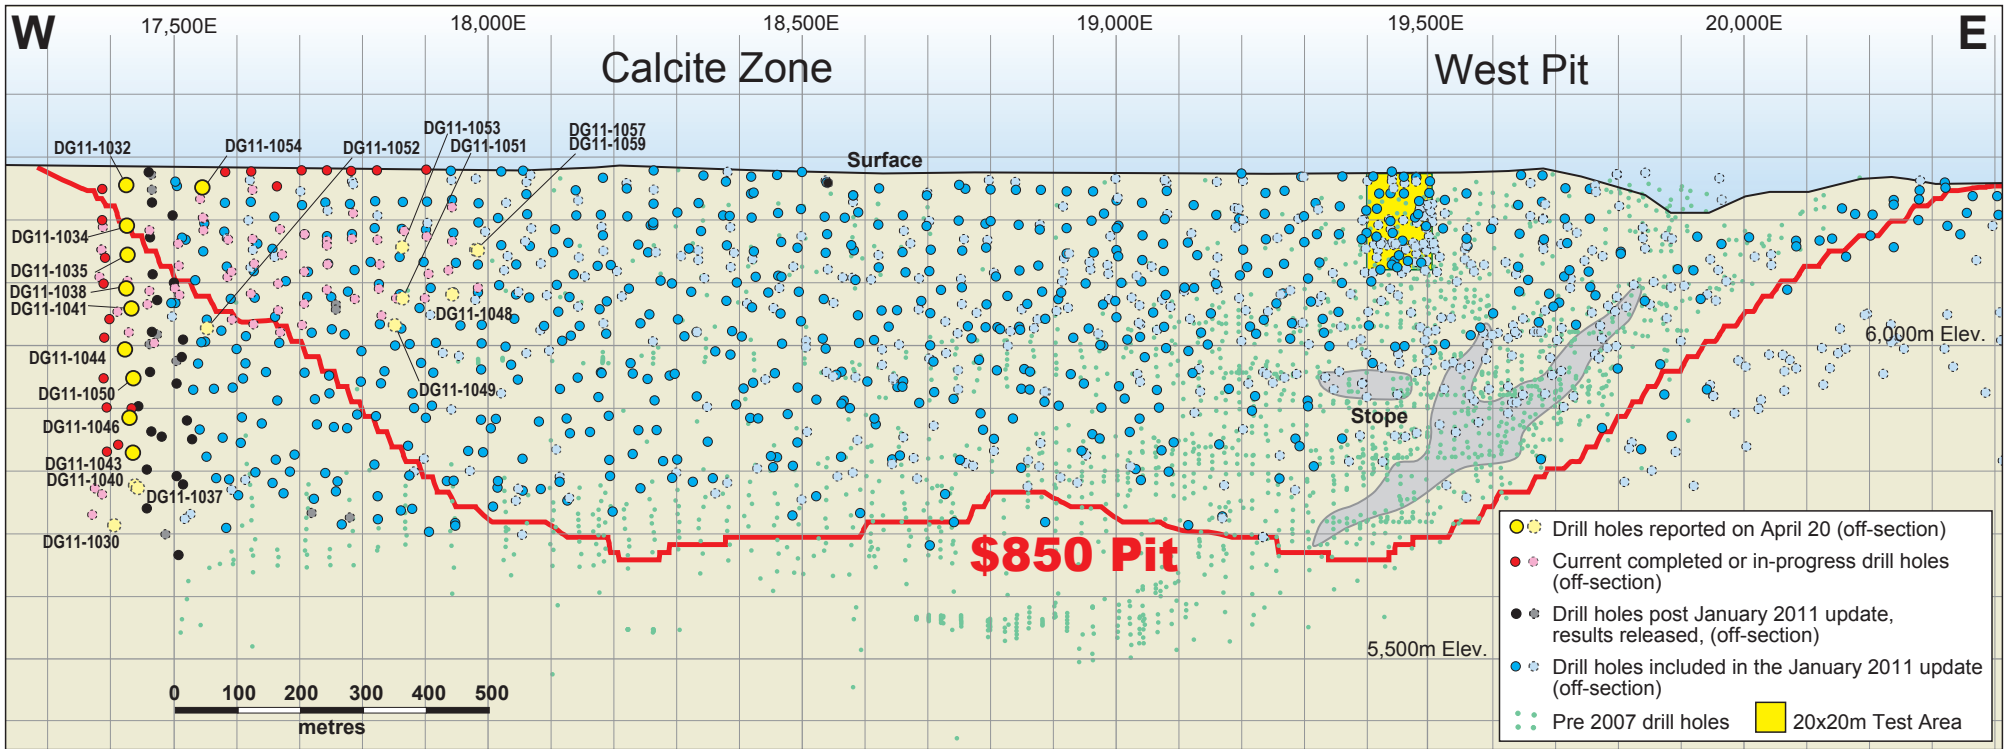 W
17,500E
18,000E
18,500E
19,000E
19,500E
20,000E
E
Calcite Zone
West Pit
DG11-1032
DG11-1054
DG11-1052
DG11-1053
DG11-1051
DG11-1057
DG11-1059
Surface
DG11-1034
DG11-1035
DG11-1038
DG11-1041
DG11-1048
6,000m Elev.
DG11-1044
DG11-1049
DG11-1050
Stope
DG11-1046
DG11-1043
DG11-1040
DG11-1037
DG11-1030
$850 Pit
5,500m Elev.
0 100 200 300 400 500
metres
Drill holes reported on April 20 (off-section)
Current completed or in-progress drill holes
(off-section)
Drill holes post January 2011 update,
results released, (off-section)
Drill holes included in the January 2011 update
(off-section)
Pre 2007 drill holes
20x20m Test Area